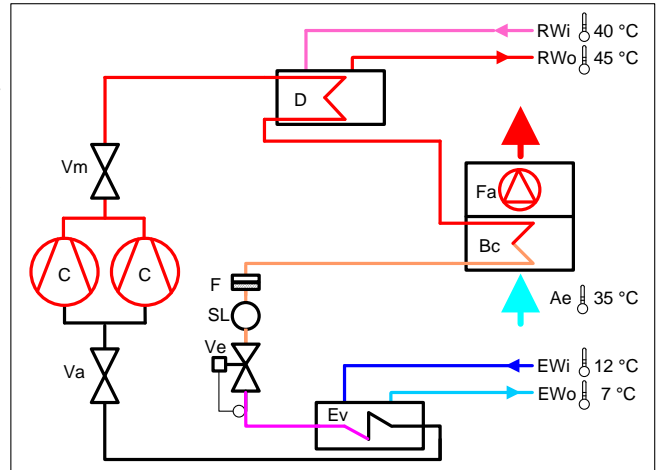 RWi 40 °C
RWo 45 °C
D
Vm
Fa
C C
Bc
F
Ae 35 °C
SL
Ve
Va
EWi 12 °C
EWo 7 °C
Ev